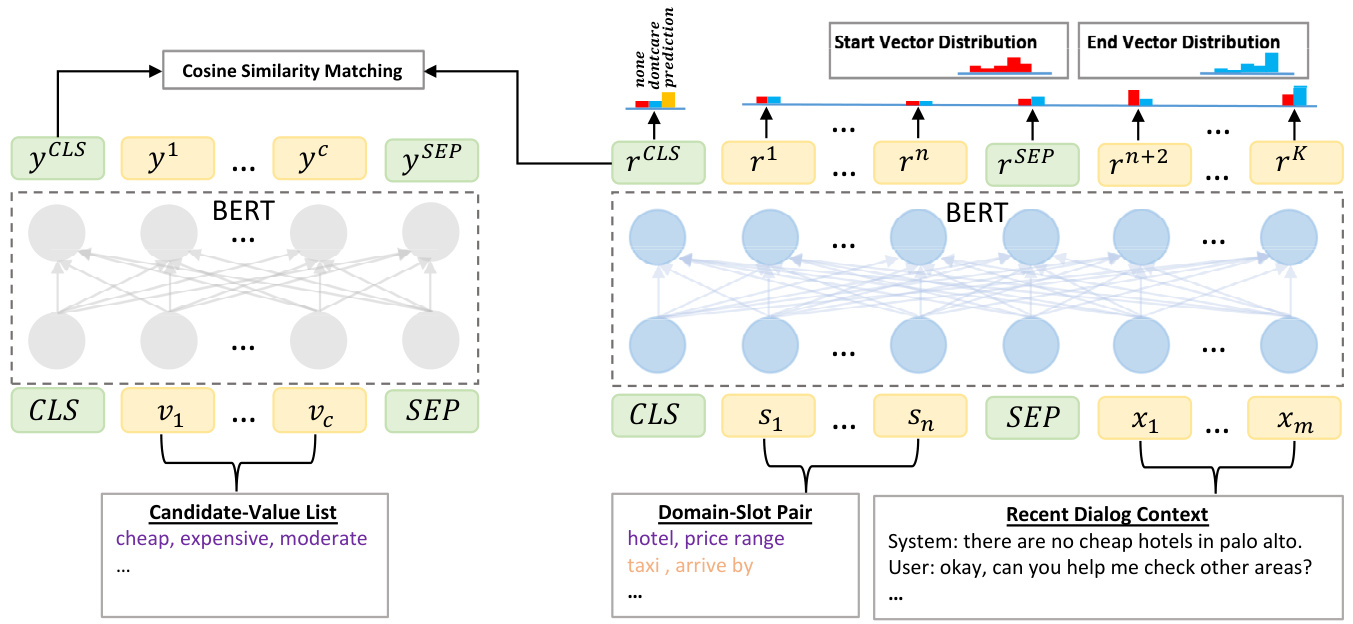 Cosine Similarity Matching
none
dontcare
prediction
Start Vector Distribution
End Vector Distribution
y^CLS y^1 ... y^c y^SEP
r^CLS r^1 ... r^n r^SEP r^{n+2} ... r^K
... ...
BERT
...
BERT
... ...
...
... ...
CLS v_1 ... v_c SEP
CLS s_1 ... s_n SEP x_1 ... x_m
Candidate-Value List
cheap, expensive, moderate
...
Domain-Slot Pair
hotel, price range
taxi , arrive by
...
Recent Dialog Context
System: there are no cheap hotels in palo alto.
User: okay, can you help me check other areas?
...